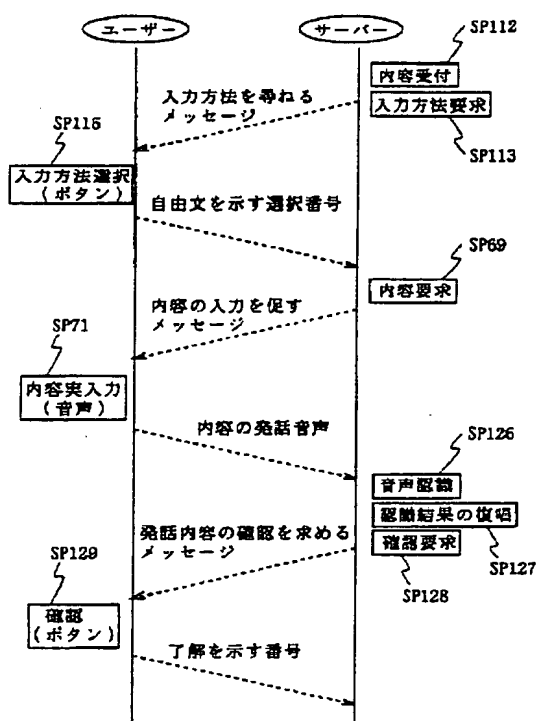 ユーザー
サーバー
SP112
内容受付
入力方法を尋ねる
メッセージ
入力方法要求
SP115
SP113
入力方法選択
(ボタン)
自由文を示す選択番号
SP69
内容要求
内容の入力を促す
メッセージ
SP71
内容実入力
(音声)
内容の発話音声
SP126
音声認識
認識結果の復唱
発話内容の確認を求める
メッセージ
確認要求
SP127
SP129
SP128
確認
(ボタン)
了解を示す番号